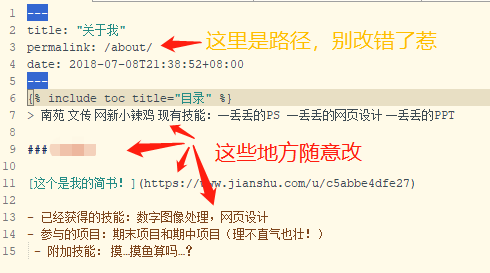 1 ---
2 title: "关于我"
3 permalink: /about/
这里是路径，别改错了惹
4 date: 2018-07-08T21:38:52+08:00
5 ---
6 {% include toc title="目录" %}
7 > 南苑 文传 网新小辣鸡 现有技能：一丢丢的PS 一丢丢的网页设计 一丢丢的PPT
8
9 ###
这些地方随意改
10
11 [这个是我的简书！](https://www.jianshu.com/u/c5abbe4dfe27)
12
13 - 已经获得的技能：数字图像处理，网页设计
14 - 参与的项目：期末项目和期中项目（理不直气也壮！）
15 - 附加技能：摸…摸鱼算吗…？